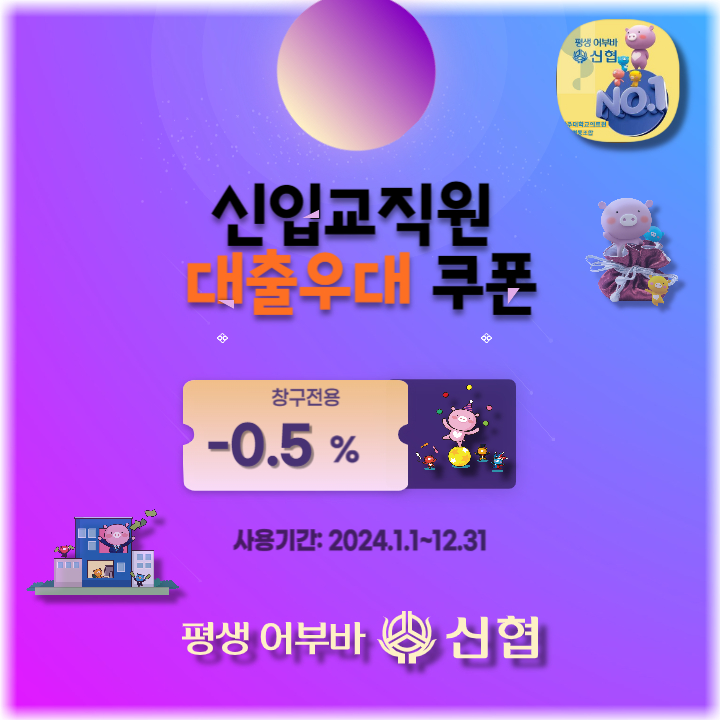 평생 어부바
신협
NO.1
신입교직원
대출우대 쿠폰
창구전용
-0.5 %
사용기간: 2024.1.1~12.31
평생 어부바 신협